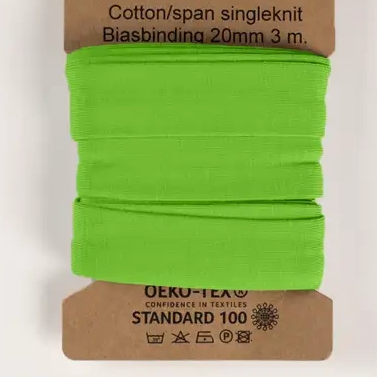 Cotton/span singleknit
Biasbinding 20mm 3 m.
OEKO-TEX®
CONFIDENCE IN TEXTILES
STANDARD 100